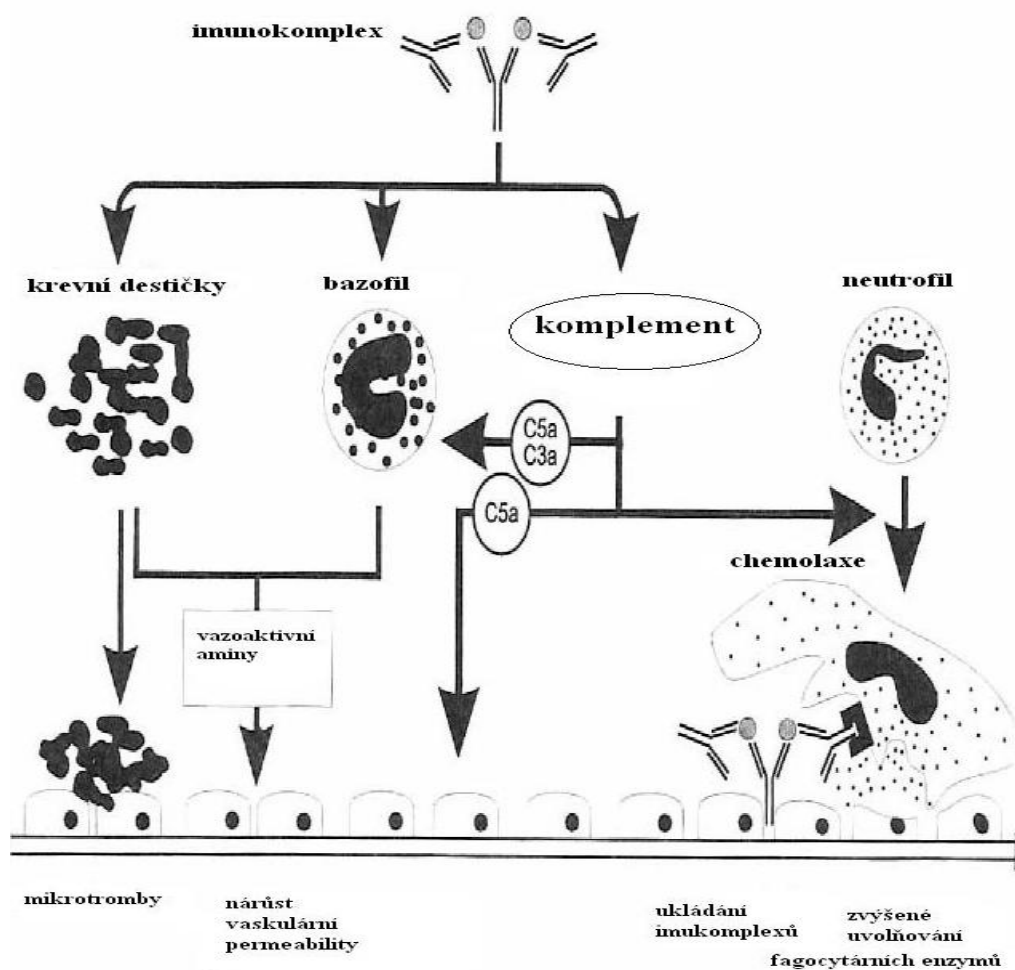 imunokomplex
krevní destičky
bazofil
komplement
neutrofil
C5a
C3a
C5a
chemolaxe
vazoaktivní
aminy
mikrotromby
nárůst
vaskulární
permeability
ukládání
imukomplexů
zvýšené
uvolňování
fagocytárních enzymů